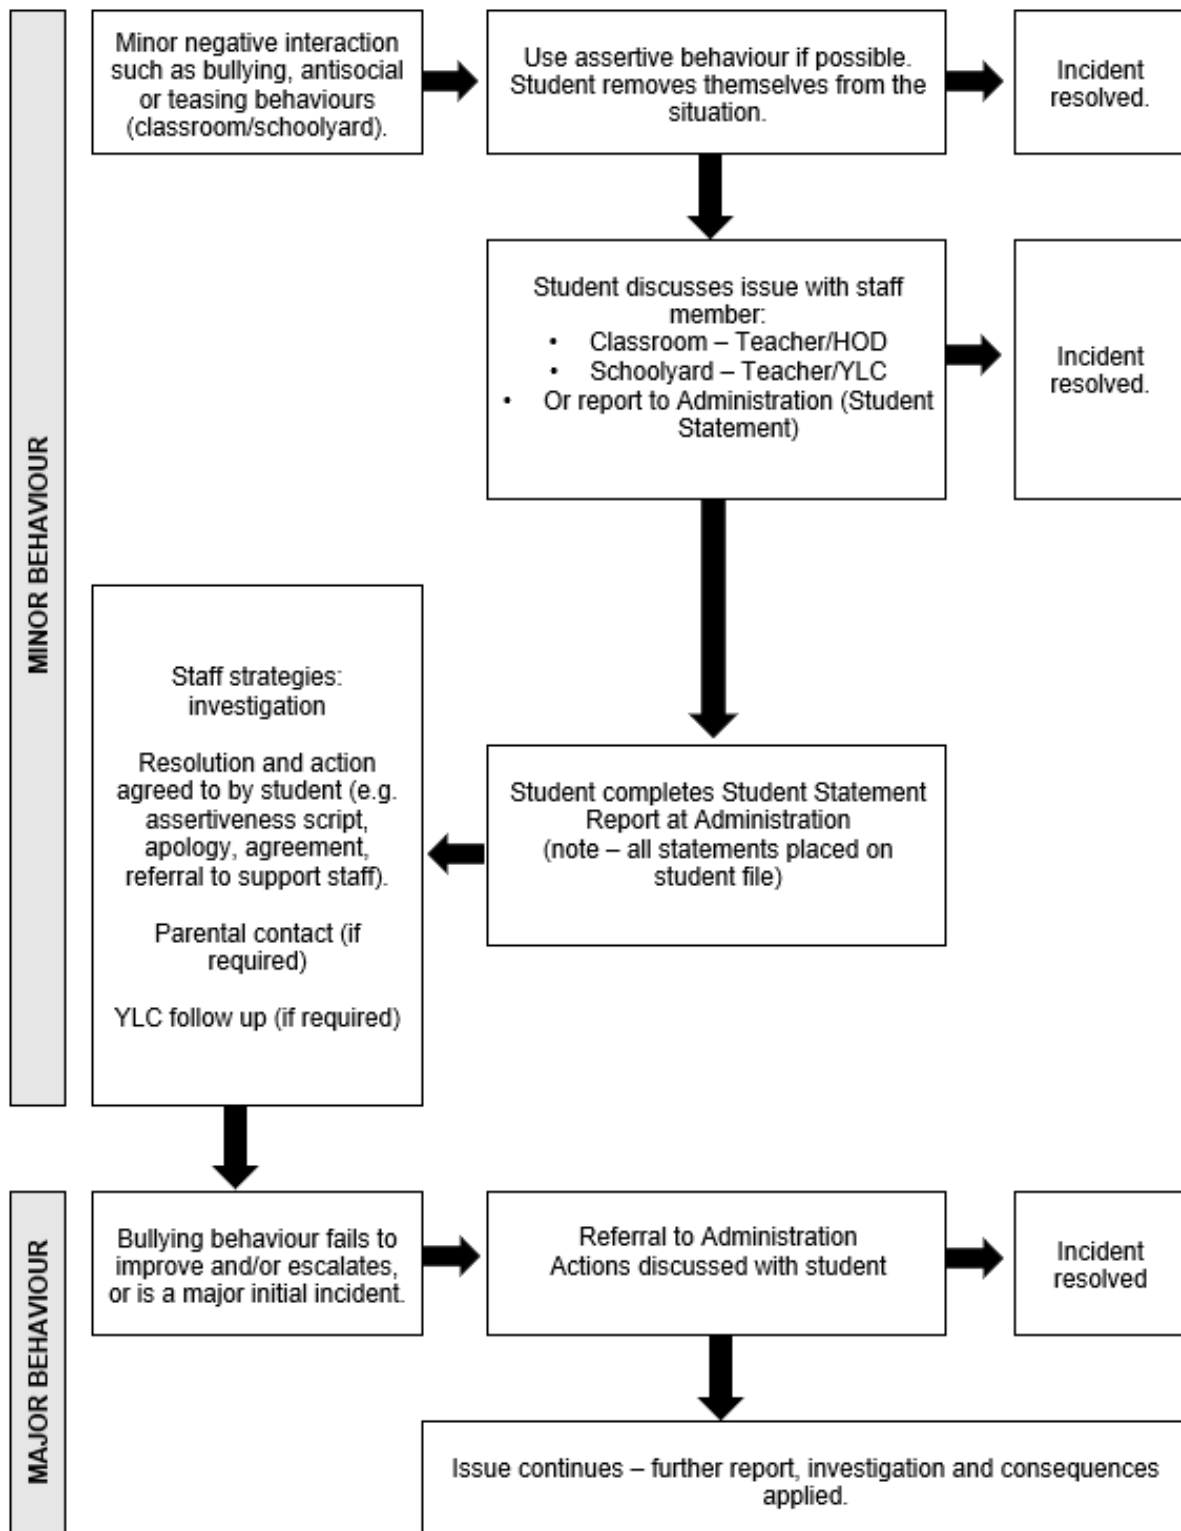 MINOR BEHAVIOUR
Minor negative interaction
such as bullying, antisocial
or teasing behaviours
(classroom/schoolyard).
Use assertive behaviour if possible.
Student removes themselves from the
situation.
Incident
resolved.
Student discusses issue with staff
member:
• Classroom – Teacher/HOD
• Schoolyard – Teacher/YLC
• Or report to Administration (Student
Statement)
Incident
resolved.
Student completes Student Statement
Report at Administration
(note – all statements placed on
student file)
Staff strategies:
investigation
Resolution and action
agreed to by student (e.g.
assertiveness script,
apology, agreement,
referral to support staff).
Parental contact (if
required)
YLC follow up (if required)
MAJOR BEHAVIOUR
Bullying behaviour fails to
improve and/or escalates,
or is a major initial incident.
Referral to Administration
Actions discussed with student
Incident
resolved
Issue continues – further report, investigation and consequences
applied.